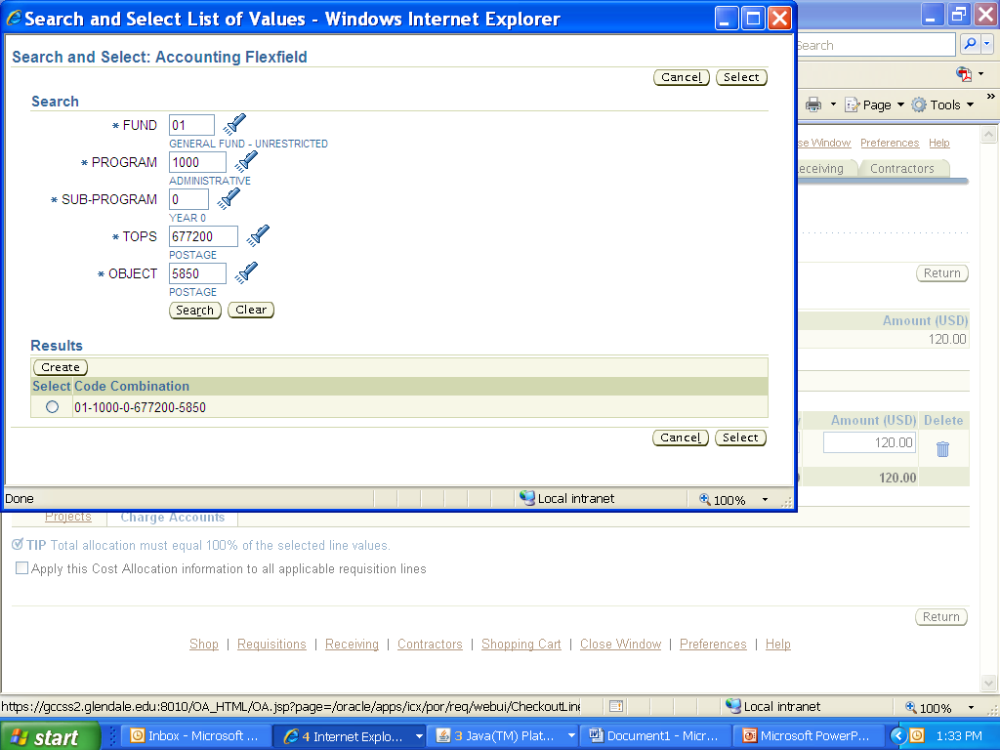 Search and Select List of Values - Windows Internet Explorer
Search and Select: Accounting Flexfield
Cancel Select
Search
* FUND 01
GENERAL FUND - UNRESTRICTED
* PROGRAM 1000
ADMINISTRATIVE
* SUB-PROGRAM 0
YEAR 0
* TOPS 677200
POSTAGE
* OBJECT 5850
POSTAGE
Search Clear
Results
Create
Select Code Combination
01-1000-0-677200-5850
Cancel Select
Done Local intranet 100%
Search
Page Tools »
se Window Preferences Help
eceiving Contractors
Return
Amount (USD)
120.00
Amount (USD) Delete
120.00
120.00
Projects Charge Accounts
TIP Total allocation must equal 100% of the selected line values.
Apply this Cost Allocation information to all applicable requisition lines
Return
Shop | Requisitions | Receiving | Contractors | Shopping Cart | Close Window | Preferences | Help
https://gccss2.glendale.edu:8010/OA_HTML/OA.jsp?page=/oracle/apps/icx/por/req/webui/CheckoutLine Local intranet 100%
start Inbox - Microsoft ... 4 Internet Explo... 3 Java(TM) Plat... Document1 - Micr... Microsoft PowerP... 1:33 PM